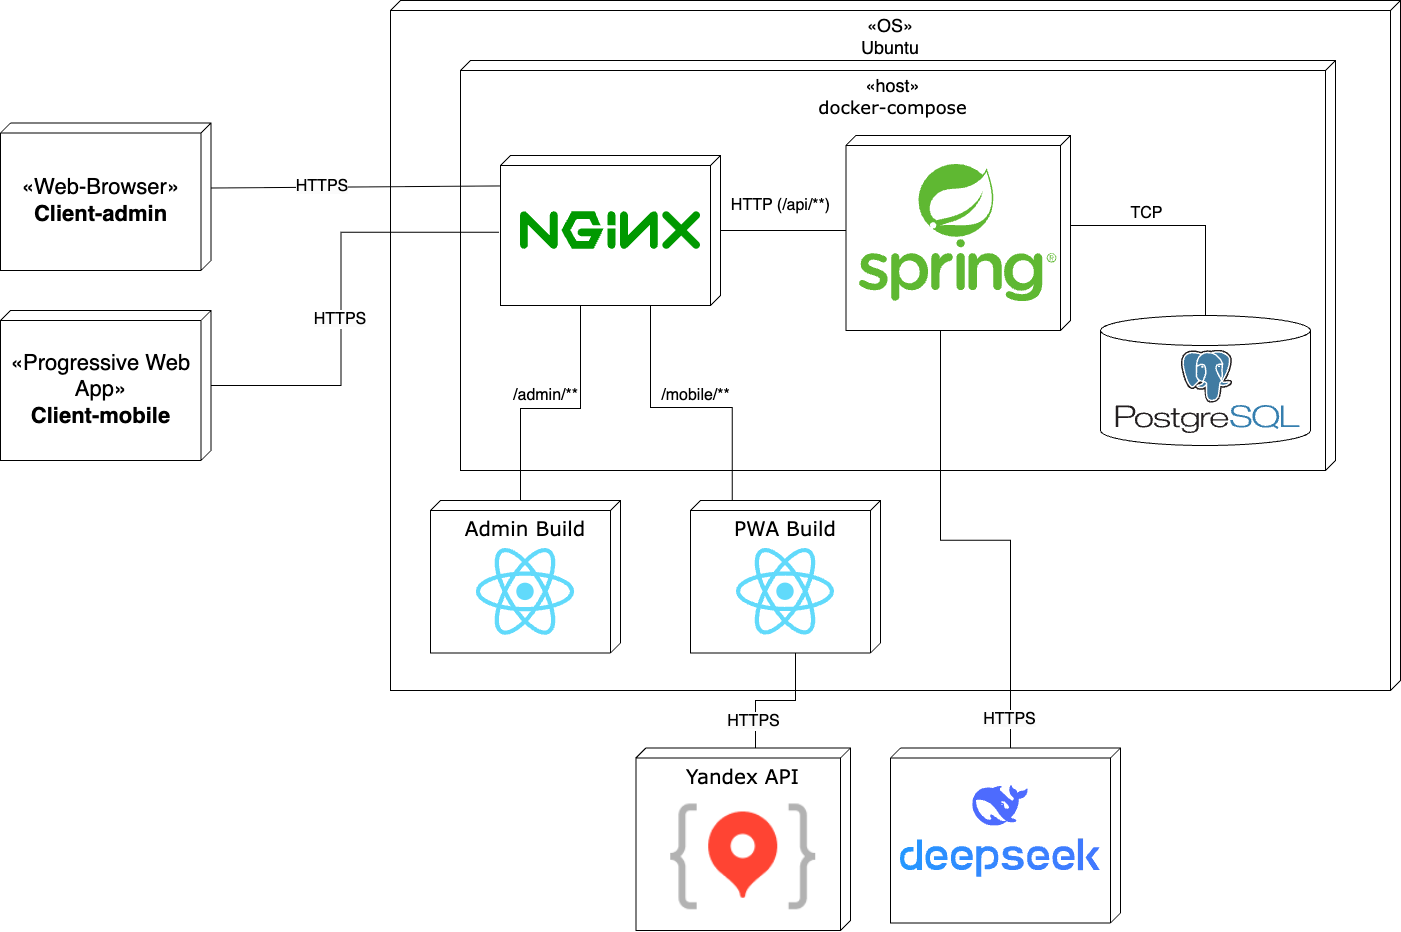 «OS»
Ubuntu
«host»
docker-compose
«Web-Browser»
Client-admin
HTTPS
NGINX
HTTP (/api/**)
spring®
TCP
«Progressive Web
App»
Client-mobile
HTTPS
PostgreSQL
/admin/**
/mobile/**
Admin Build
PWA Build
HTTPS
HTTPS
Yandex API
deepseek